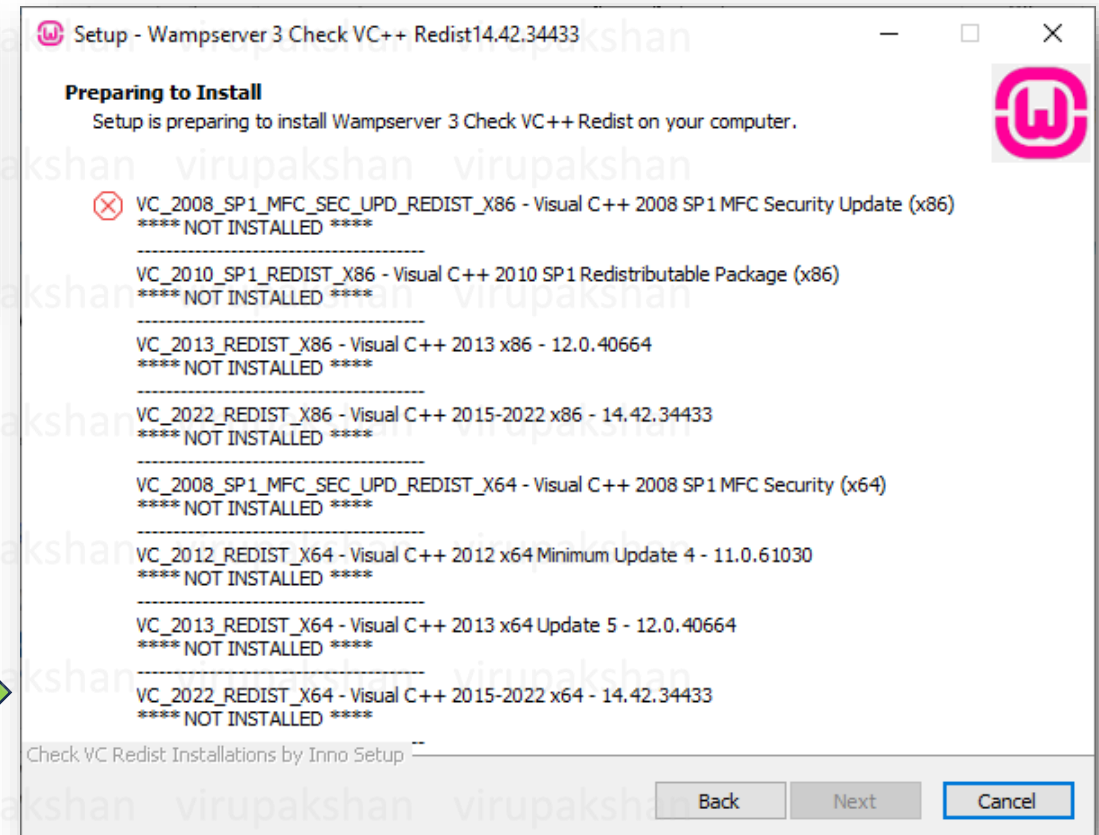 Setup - Wampserver 3 Check VC++ Redist14.42.34433
Preparing to Install
Setup is preparing to install Wampserver 3 Check VC++ Redist on your computer.
VC_2008_SP1_MFC_SEC_UPD_REDIST_X86 - Visual C++ 2008 SP1 MFC Security Update (x86)
**** NOT INSTALLED ****
----------------------------------------
VC_2010_SP1_REDIST_X86 - Visual C++ 2010 SP1 Redistributable Package (x86)
**** NOT INSTALLED ****
----------------------------------------
VC_2013_REDIST_X86 - Visual C++ 2013 x86 - 12.0.40664
**** NOT INSTALLED ****
----------------------------------------
VC_2022_REDIST_X86 - Visual C++ 2015-2022 x86 - 14.42.34433
**** NOT INSTALLED ****
----------------------------------------
VC_2008_SP1_MFC_SEC_UPD_REDIST_X64 - Visual C++ 2008 SP1 MFC Security (x64)
**** NOT INSTALLED ****
----------------------------------------
VC_2012_REDIST_X64 - Visual C++ 2012 x64 Minimum Update 4 - 11.0.61030
**** NOT INSTALLED ****
----------------------------------------
VC_2013_REDIST_X64 - Visual C++ 2013 x64 Update 5 - 12.0.40664
**** NOT INSTALLED ****
----------------------------------------
VC_2022_REDIST_X64 - Visual C++ 2015-2022 x64 - 14.42.34433
**** NOT INSTALLED ****
Check VC Redist Installations by Inno Setup
Back Next Cancel
virupakshan virupakshan